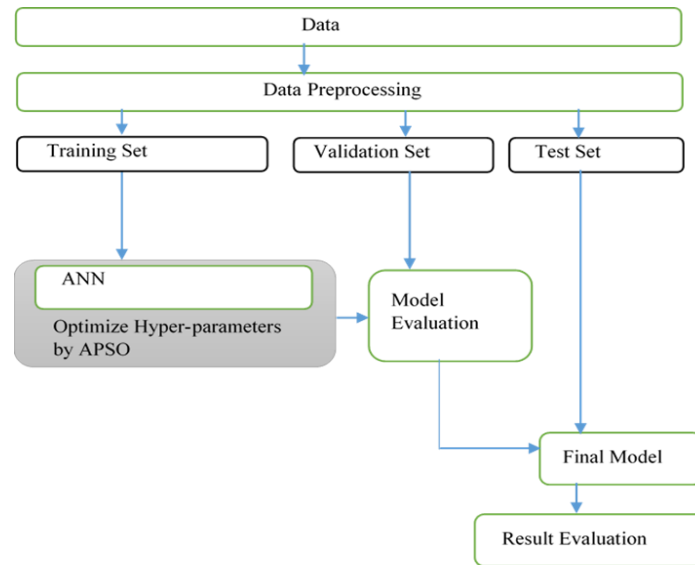 Data
Data Preprocessing
Training Set
Validation Set
Test Set
ANN
Optimize Hyper-parameters
by APSO
Model
Evaluation
Final Model
Result Evaluation